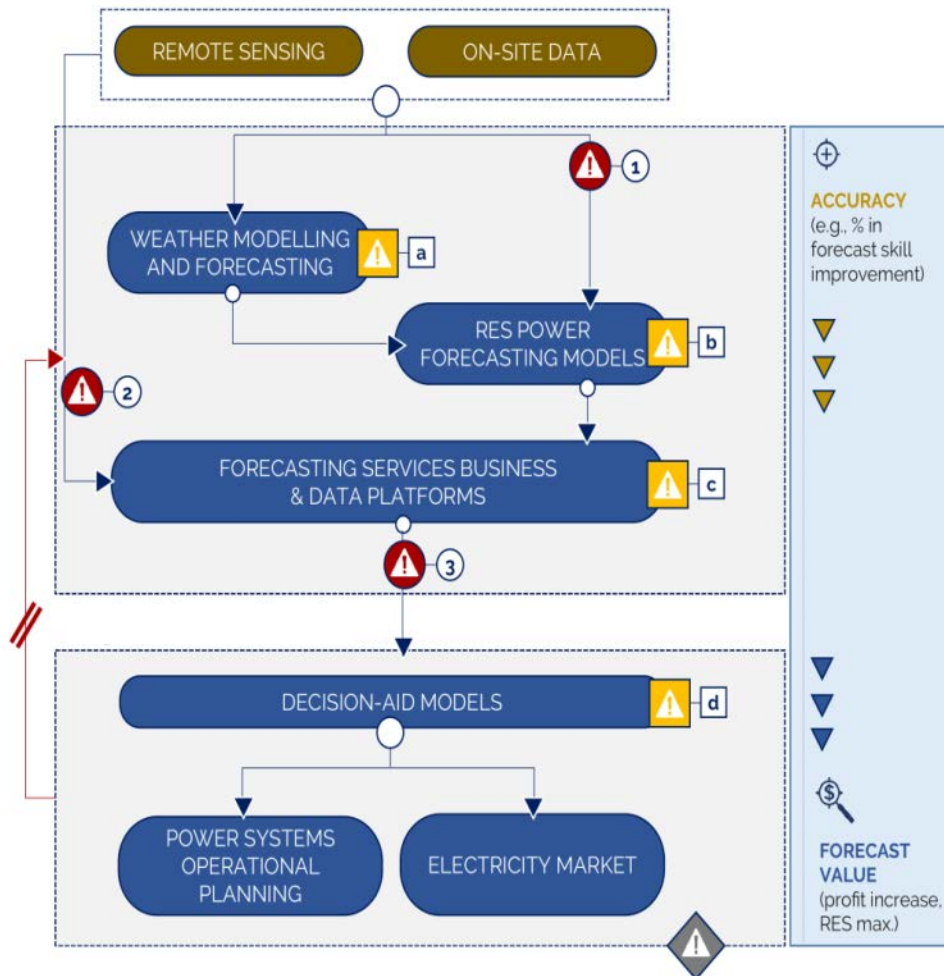 REMOTE SENSING
ON-SITE DATA
1
WEATHER MODELLING
AND FORECASTING
a
RES POWER
FORECASTING MODELS
b
2
FORECASTING SERVICES BUSINESS
& DATA PLATFORMS
c
3
DECISION-AID MODELS
d
POWER SYSTEMS
OPERATIONAL
PLANNING
ELECTRICITY MARKET
ACCURACY
(e.g., % in
forecast skill
improvement)
$
FORECAST
VALUE
(profit increase,
RES max.)